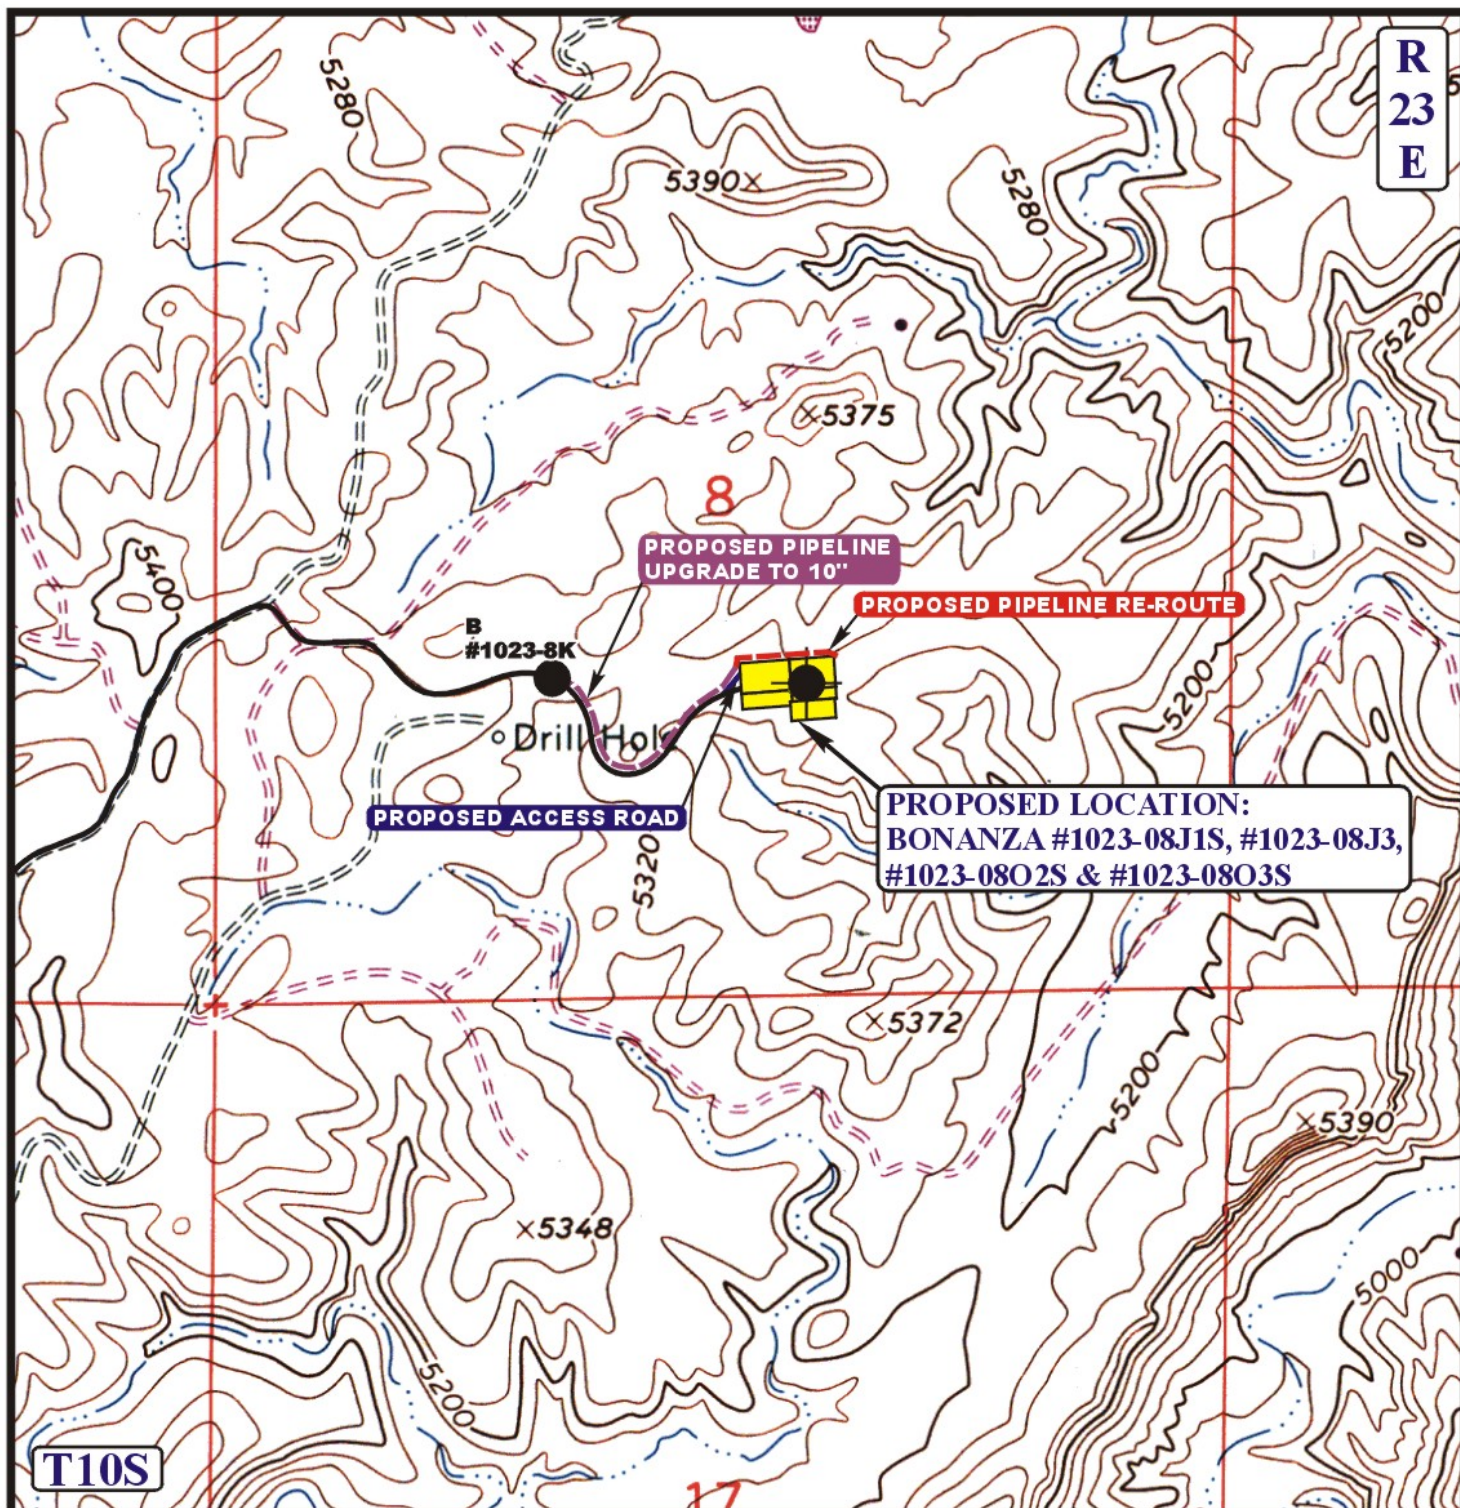 R
23
E
5280
5390
5280
5200
5375
8
PROPOSED PIPELINE
UPGRADE TO 10"
5400
PROPOSED PIPELINE RE-ROUTE
B
#1023-8K
5200
Drill Hole
PROPOSED LOCATION:
BONANZA #1023-08J1S, #1023-08J3,
#1023-08O2S & #1023-08O3S
PROPOSED ACCESS ROAD
5320
5372
5200
5390
5348
5000
5200
T10S
17